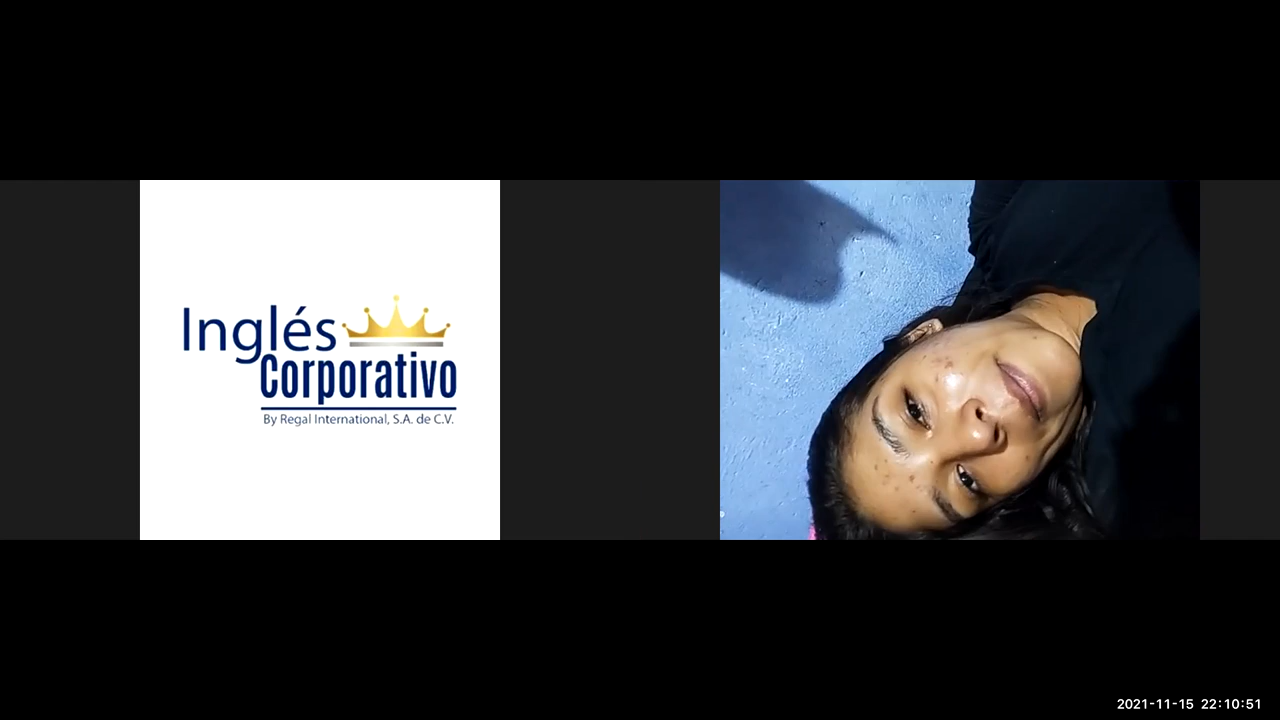 Inglés
Corporativo
By Regal International, S.A. de C.V.
2021-11-15 22:10:51